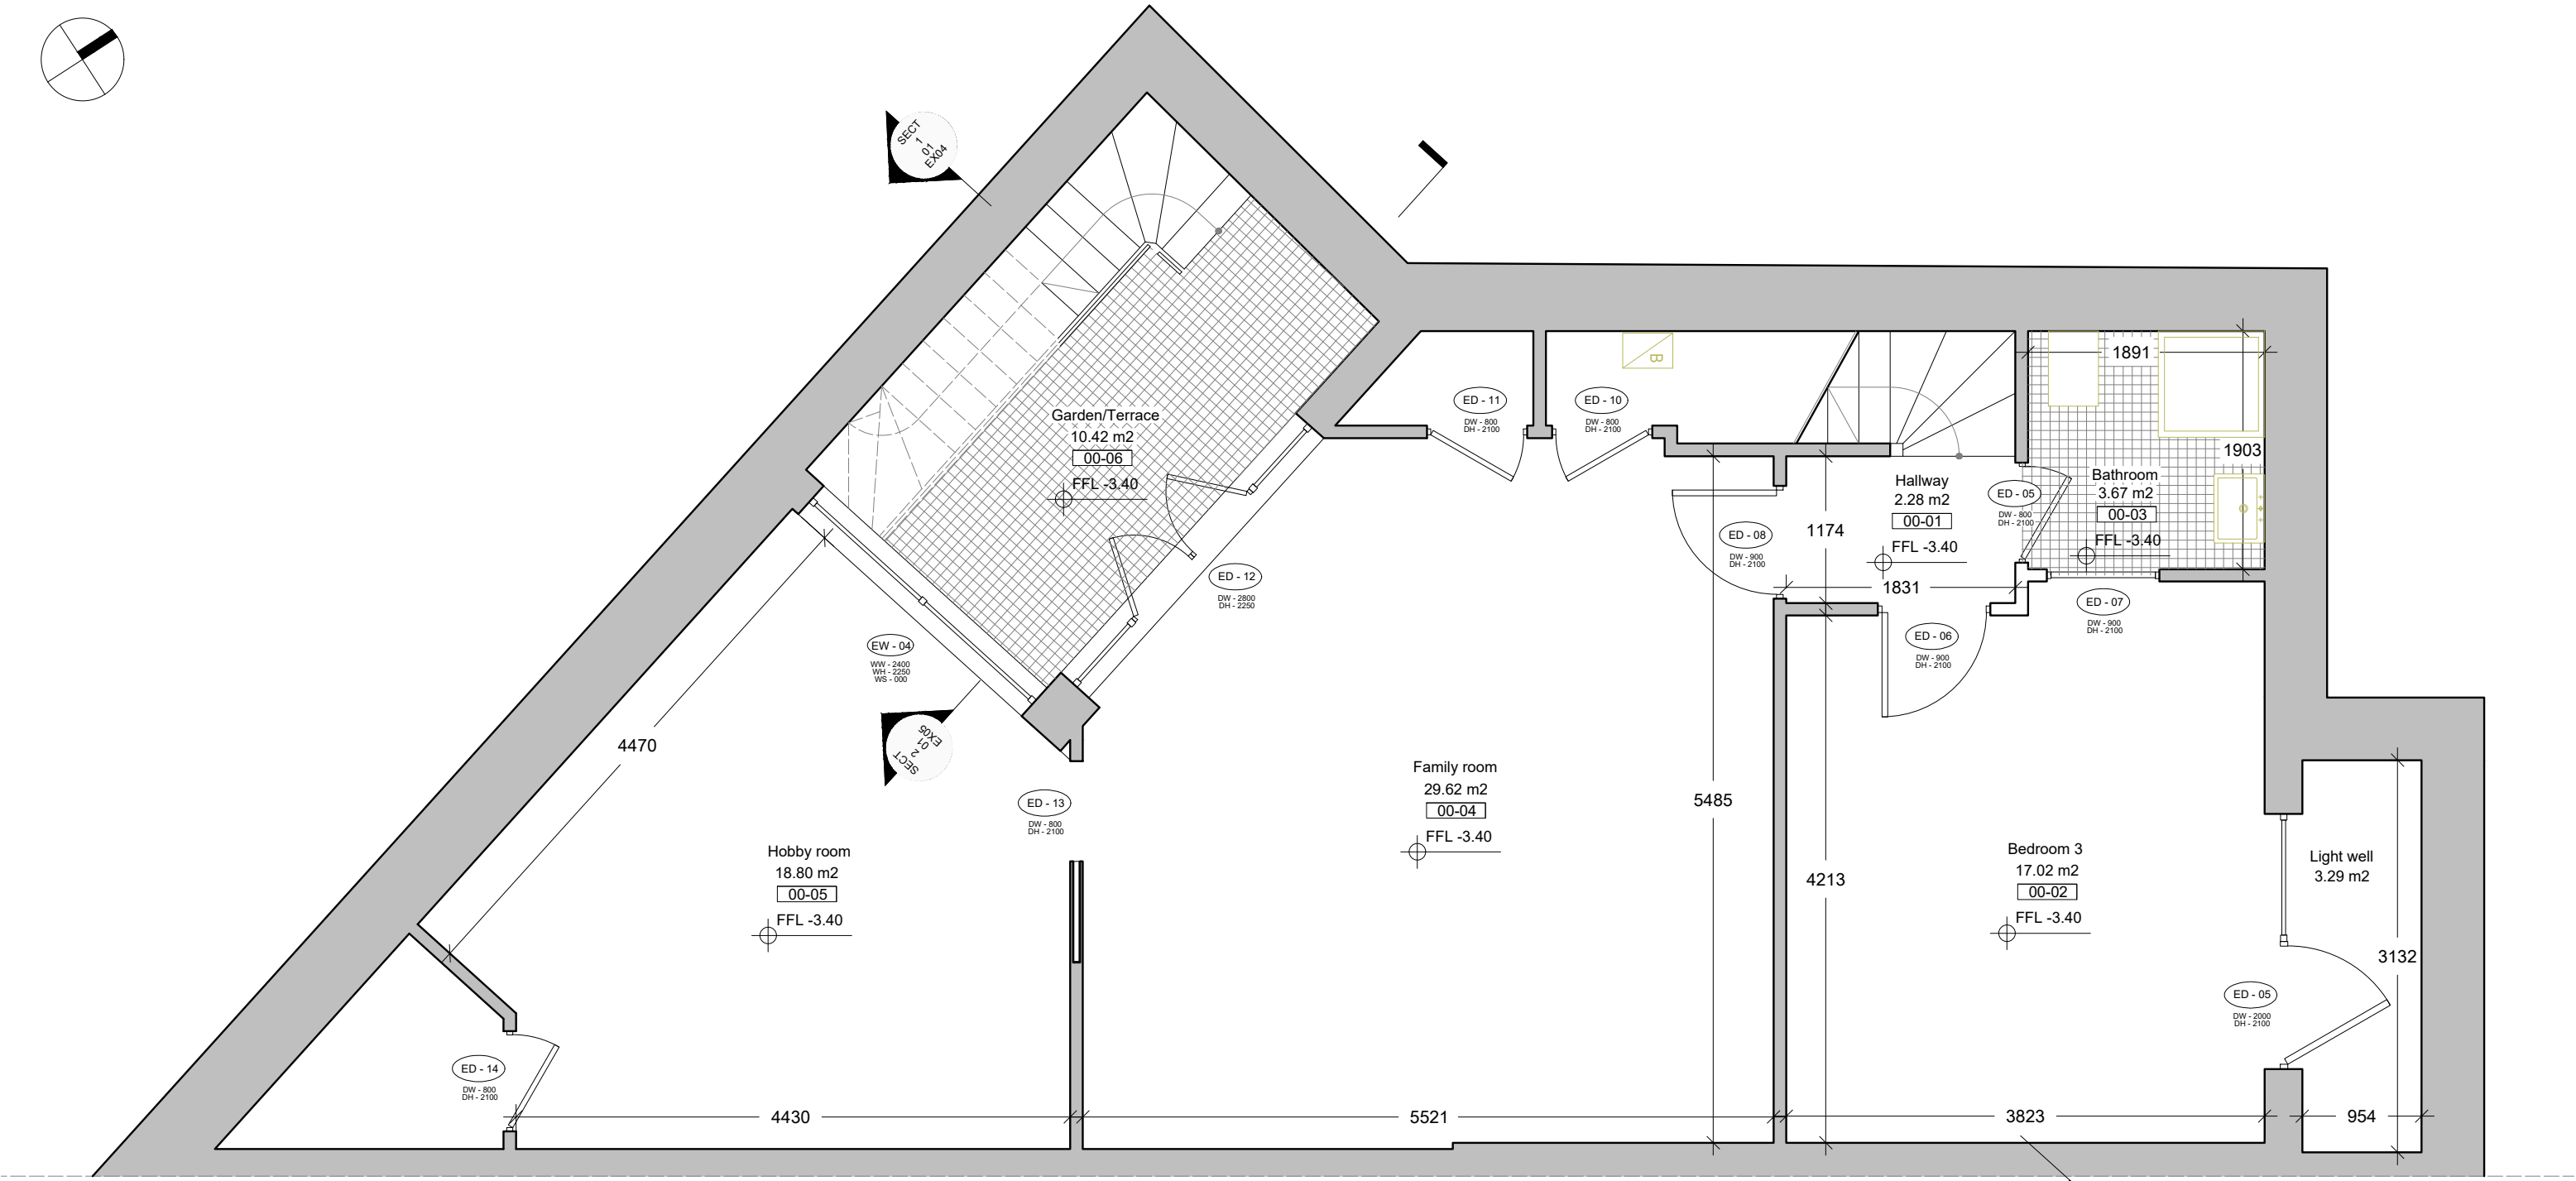 SECT
1
01
EX04
Garden/Terrace
10.42 m2
00-06
FFL -3.40
ED - 11
DW - 800
DH - 2100
ED - 10
DW - 800
DH - 2100
B
1891
1903
Hallway
2.28 m2
00-01
FFL -3.40
ED - 05
DW - 800
DH - 2100
Bathroom
3.67 m2
00-03
FFL -3.40
ED - 08
DW - 900
DH - 2100
1174
1831
ED - 12
DW - 2800
DH - 2250
ED - 07
DW - 900
DH - 2100
ED - 06
DW - 900
DH - 2100
EW - 04
WW - 2400
WH - 2250
WS - 000
SECT
2
01
EX05
4470
ED - 13
DW - 800
DH - 2100
Family room
29.62 m2
00-04
FFL -3.40
5485
Hobby room
18.80 m2
00-05
FFL -3.40
4213
Bedroom 3
17.02 m2
00-02
FFL -3.40
Light well
3.29 m2
3132
ED - 05
DW - 2000
DH - 2100
ED - 14
DW - 800
DH - 2100
4430
5521
3823
954